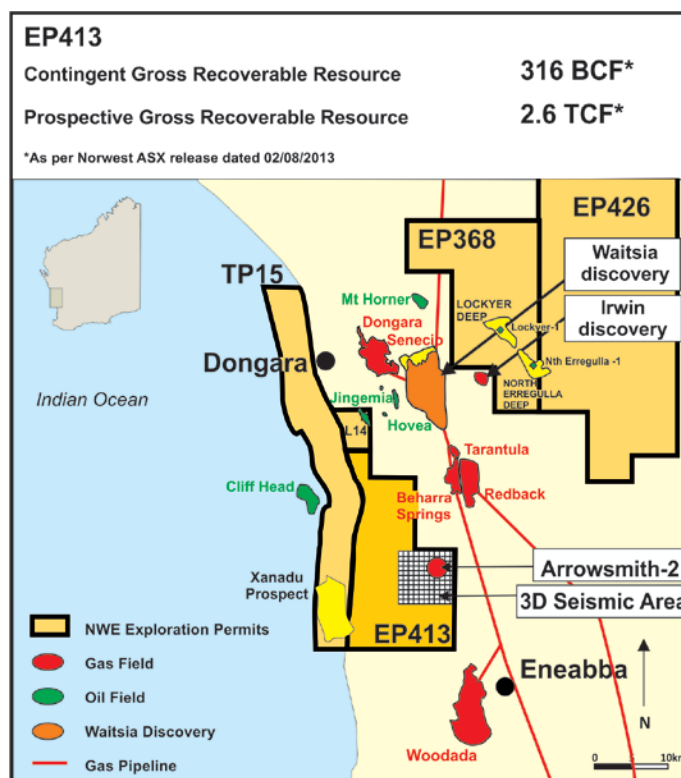 EP413
Contingent Gross Recoverable Resource 316 BCF*
Prospective Gross Recoverable Resource 2.6 TCF*
*As per Norwest ASX release dated 02/08/2013
EP426
EP368
Waitsia
discovery
TP15
Mt Horner
LOCKYER
DEEP
Lockyer-1
Irwin
discovery
Dongara
Senecio
Dongara
Nth Erregulla -1
Indian Ocean
Jingemia
NORTH
ERREGULLA
DEEP
L14
Hovea
Tarantula
Cliff Head
Beharra
Springs
Redback
Xanadu
Prospect
Arrowsmith-2
3D Seismic Area
EP413
NWE Exploration Permits
Gas Field
Oil Field
Waitsia Discovery
Gas Pipeline
Eneabba
N
Woodada
0 5 10km